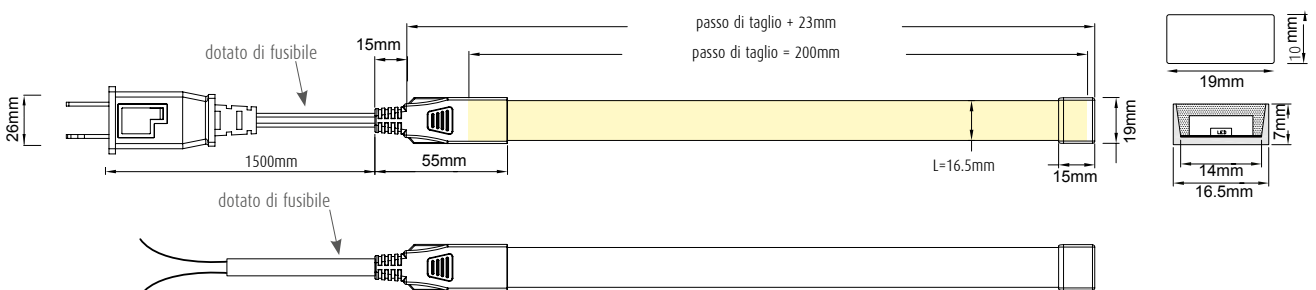 passo di taglio + 23mm
passo di taglio = 200mm
dotato di fusibile
15mm
26mm
1500mm
55mm
L=16.5mm
15mm
19mm
10mm
19mm
LED
7mm
14mm
16.5mm
dotato di fusibile